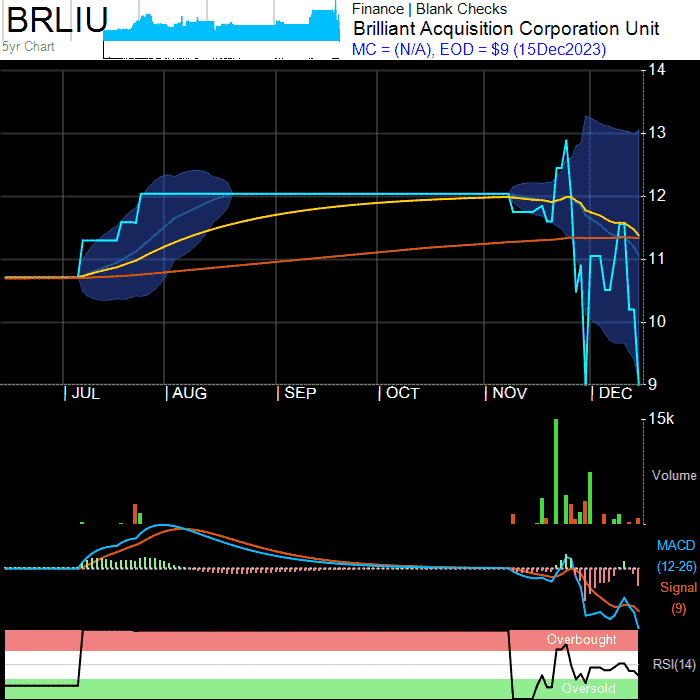 BRLIU
5yr Chart
Finance | Blank Checks
Brilliant Acquisition Corporation Unit
MC = (N/A), EOD = $9 (15Dec2023)
14
13
12
11
10
9
| JUL | AUG | SEP | OCT | NOV | DEC
15k
Volume
MACD
(12-26)
Signal
(9)
Overbought
RSI(14)
Oversold